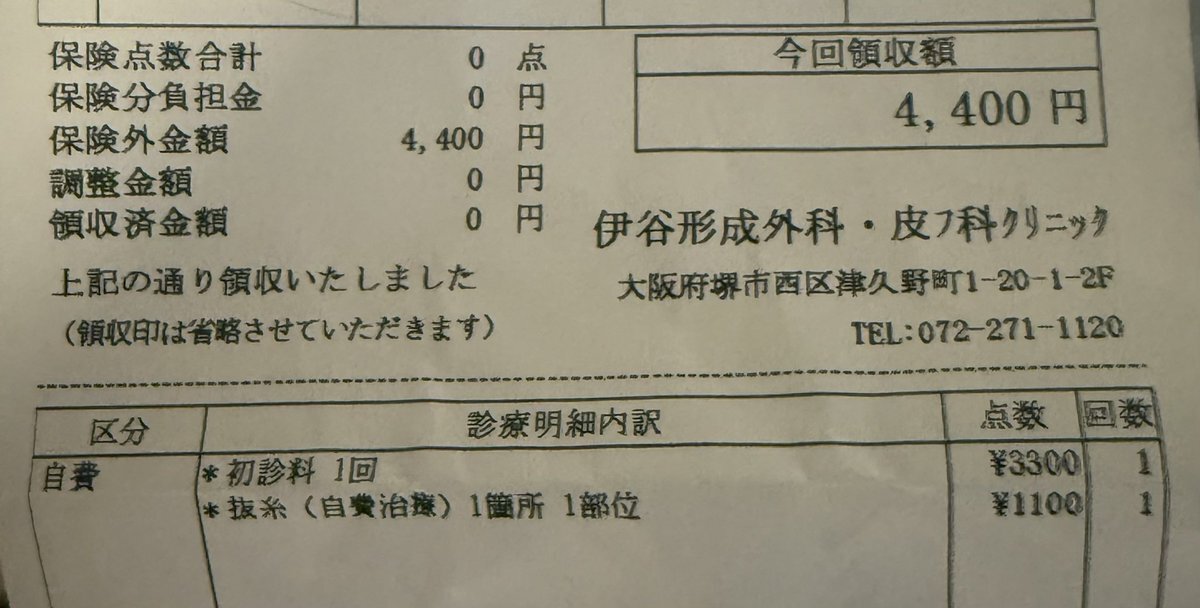 保険点数合計 0 点
保険分負担金 0 円
保険外金額 4,400 円
調整金額 0 円
領収済金額 0 円
今回領収額
4,400 円
上記の通り領収いたしました
(領収印は省略させていただきます)
伊谷形成外科・皮フ科クリニック
大阪府堺市西区津久野町1-20-1-2F
TEL:072-271-1120
区分 診療明細内訳 点数 回数
自費 *初診料 1回 ¥3300 1
*抜糸(自費治療)1箇所 1部位 ¥1100 1